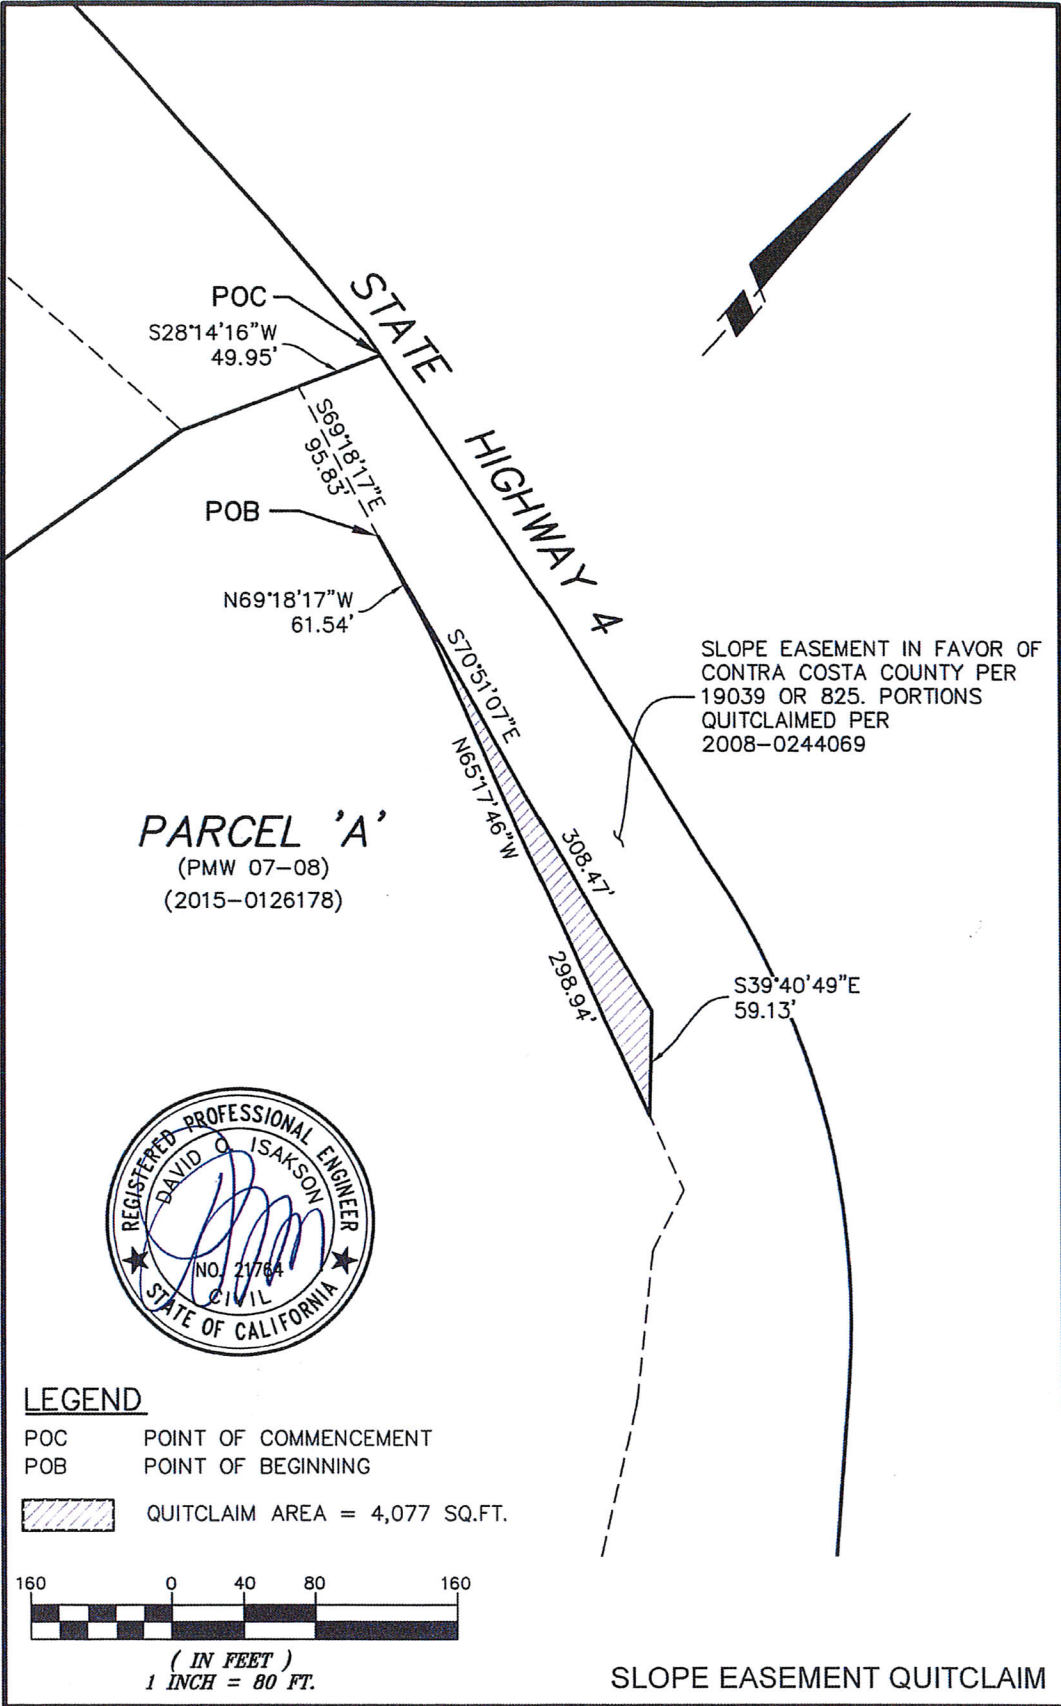 POC
S28°14'16"W
49.95'
STATE HIGHWAY 4
S69°18'17"E
95.83'
POB
N69°18'17"W
61.54'
S70°51'07"E
308.47'
N65°17'46"W
298.94'
SLOPE EASEMENT IN FAVOR OF
CONTRA COSTA COUNTY PER
19039 OR 825. PORTIONS
QUITCLAIMED PER
2008-0244069
PARCEL 'A'
(PMW 07-08)
(2015-0126178)
S39°40'49"E
59.13'
REGISTERED PROFESSIONAL ENGINEER
DAVID O. ISAKSON
NO. 21764
CIVIL
STATE OF CALIFORNIA
LEGEND
POC POINT OF COMMENCEMENT
POB POINT OF BEGINNING
QUITCLAIM AREA = 4,077 SQ.FT.
160 0 40 80 160
( IN FEET )
1 INCH = 80 FT.
SLOPE EASEMENT QUITCLAIM